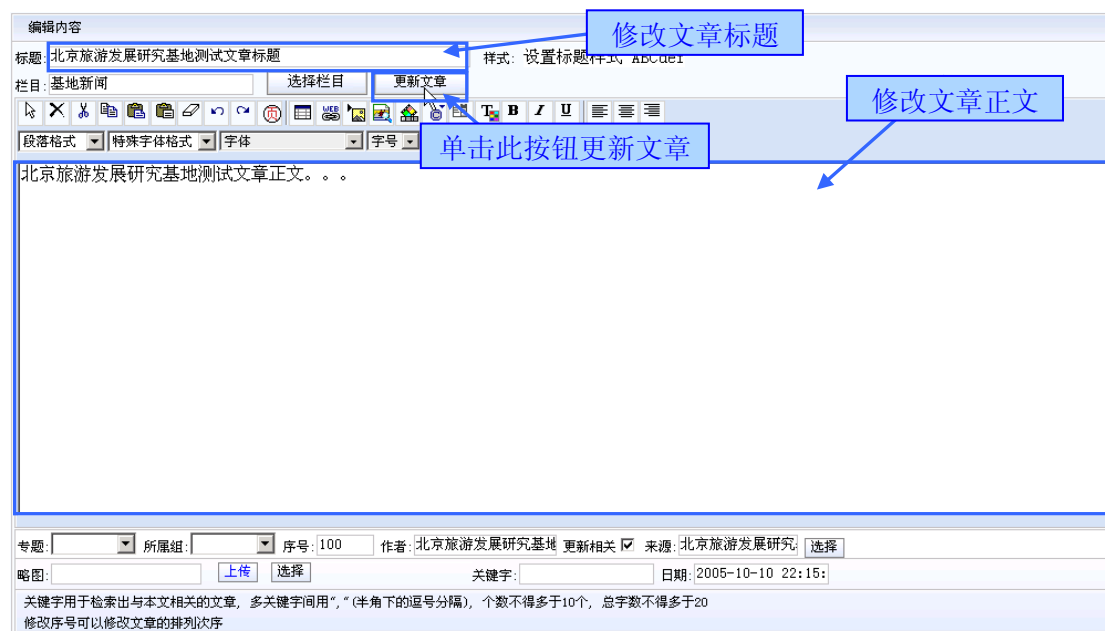 编辑内容
修改文章标题
标题: 北京旅游发展研究基地测试文章标题 样式: 设置标题样式 ABCdef
栏目: 基地新闻 选择栏目 更新文章
修改文章正文
WEB 页 T B I U
段落格式 特殊字体格式 字体 字号
单击此按钮更新文章
北京旅游发展研究基地测试文章正文。。。
专题: 所属组: 序号: 100 作者: 北京旅游发展研究基地 更新相关 来源: 北京旅游发展研究 选择
略图: 上传 选择 关键字: 日期: 2005-10-10 22:15:
关键字用于检索出与本文相关的文章, 多关键字间用","(半角下的逗号分隔), 个数不得多于10个, 总字数不得多于20
修改序号可以修改文章的排列次序